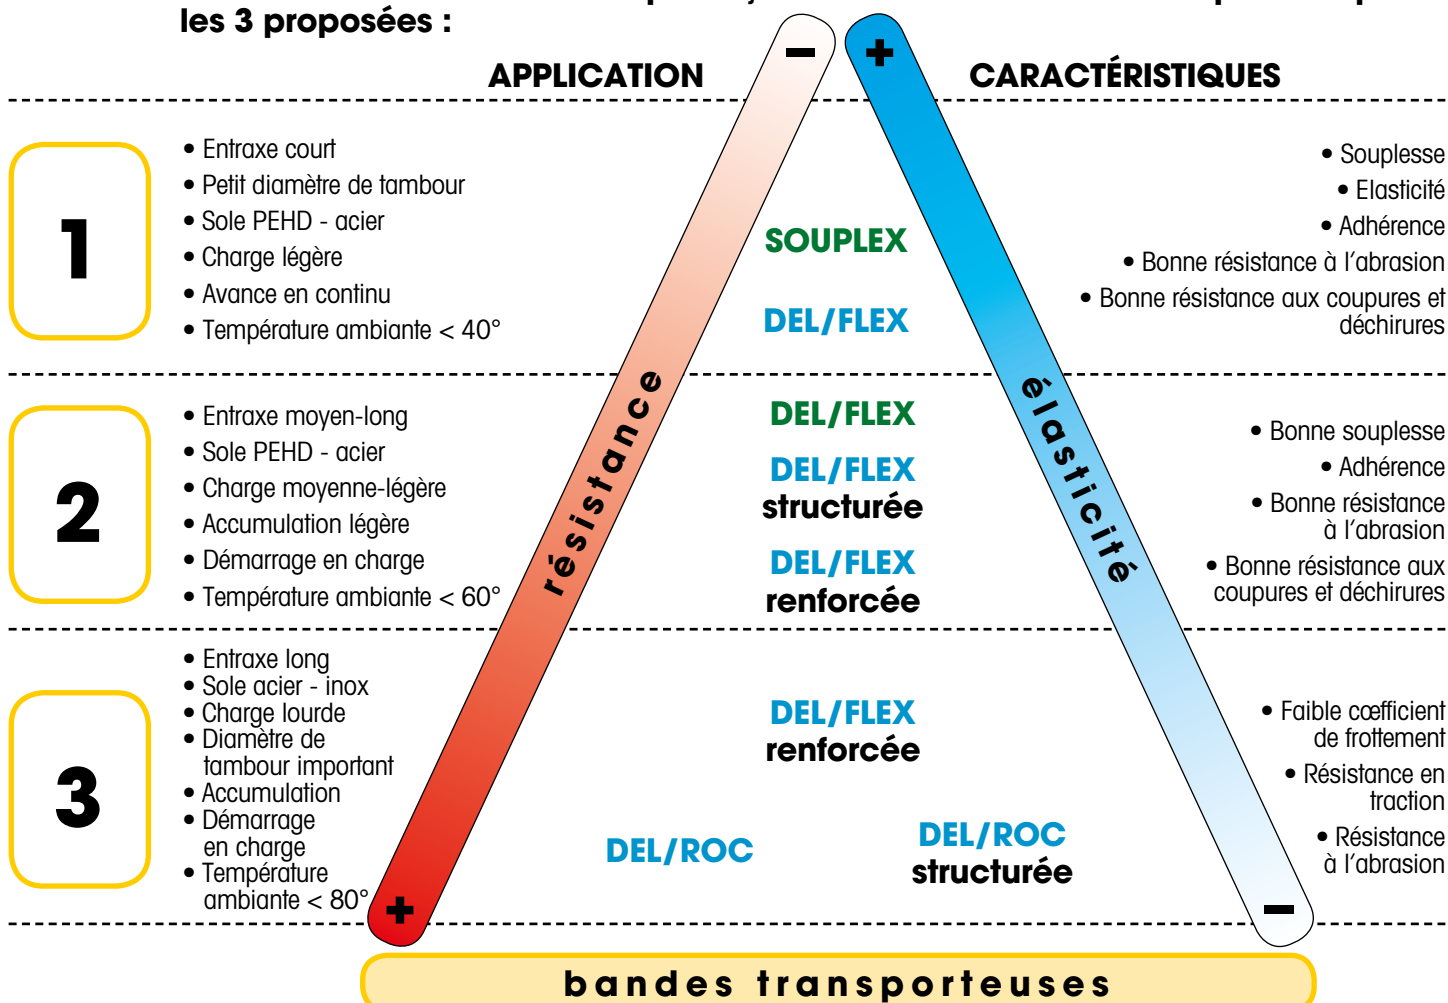 les 3 proposées :
APPLICATION
CARACTÉRISTIQUES
−
+
1
• Entraxe court
• Petit diamètre de tambour
• Sole PEHD - acier
• Charge légère
• Avance en continu
• Température ambiante < 40°
SOUPLEX
DEL/FLEX
• Souplesse
• Elasticité
• Adhérence
• Bonne résistance à l'abrasion
• Bonne résistance aux coupures et
déchirures
résistance
élasticité
2
• Entraxe moyen-long
• Sole PEHD - acier
• Charge moyenne-légère
• Accumulation légère
• Démarrage en charge
• Température ambiante < 60°
DEL/FLEX
DEL/FLEX
structurée
DEL/FLEX
renforcée
• Bonne souplesse
• Adhérence
• Bonne résistance
à l'abrasion
• Bonne résistance aux
coupures et déchirures
3
• Entraxe long
• Sole acier - inox
• Charge lourde
• Diamètre de
tambour important
• Accumulation
• Démarrage
en charge
• Température
ambiante < 80°
DEL/FLEX
renforcée
DEL/ROC
DEL/ROC
structurée
• Faible cœfficient
de frottement
• Résistance en
traction
• Résistance
à l'abrasion
+
−
bandes transporteuses